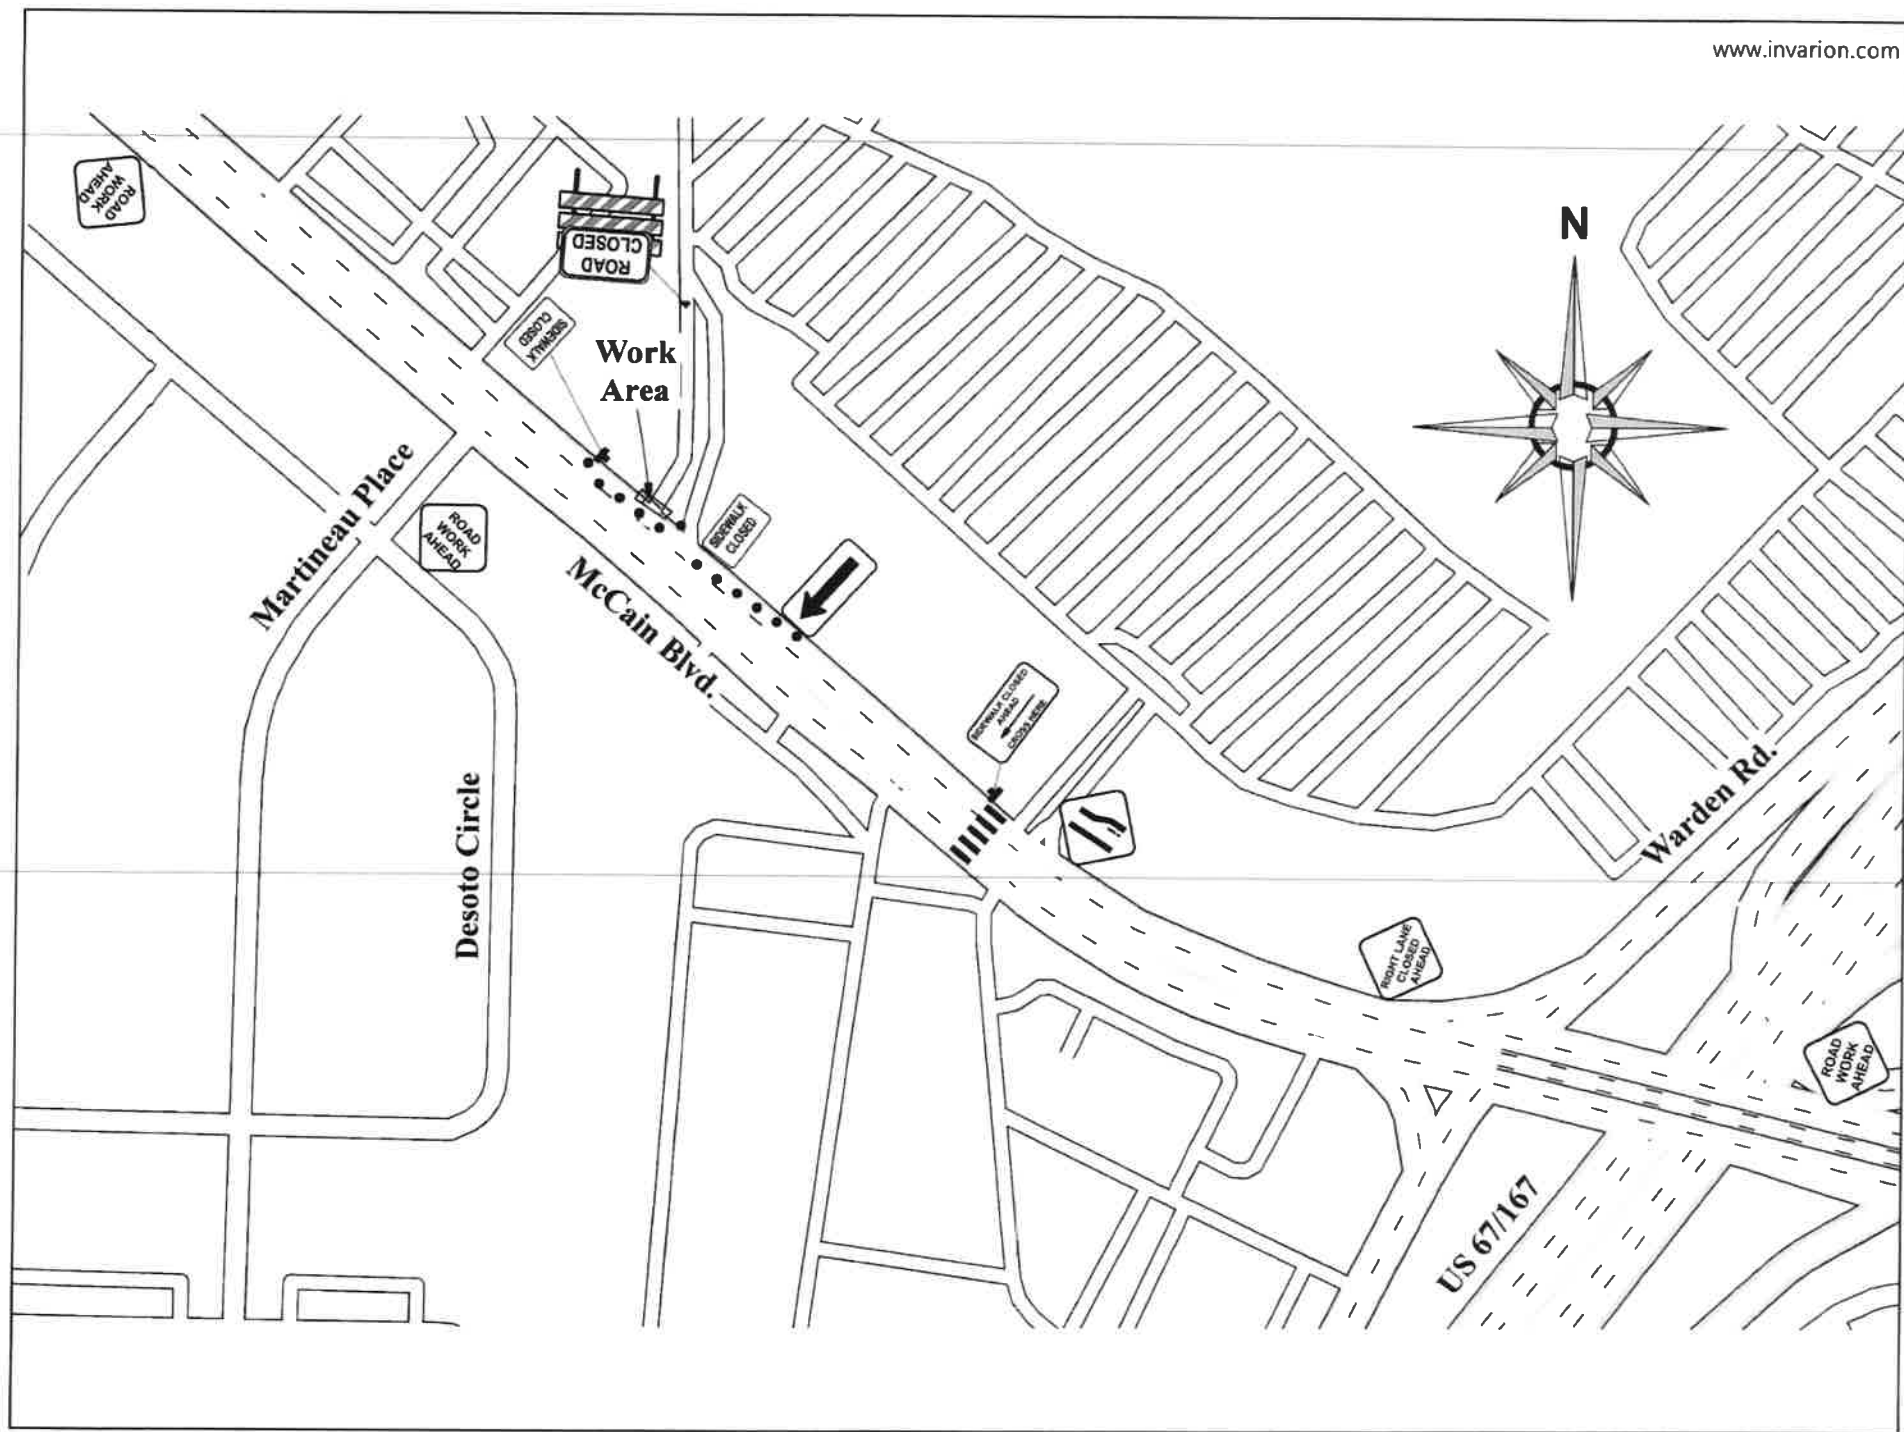 www.invarion.com
ROAD
WORK
AHEAD
ROAD
CLOSED
N
SIDEWALK
CLOSED
Work
Area
Martineau Place
ROAD
WORK
AHEAD
SIDEWALK
CLOSED
McCain Blvd.
SIDEWALK CLOSED
AHEAD
CROSS HERE
Desoto Circle
Warden Rd.
RIGHT LANE
CLOSED
AHEAD
ROAD
WORK
AHEAD
US 67/167